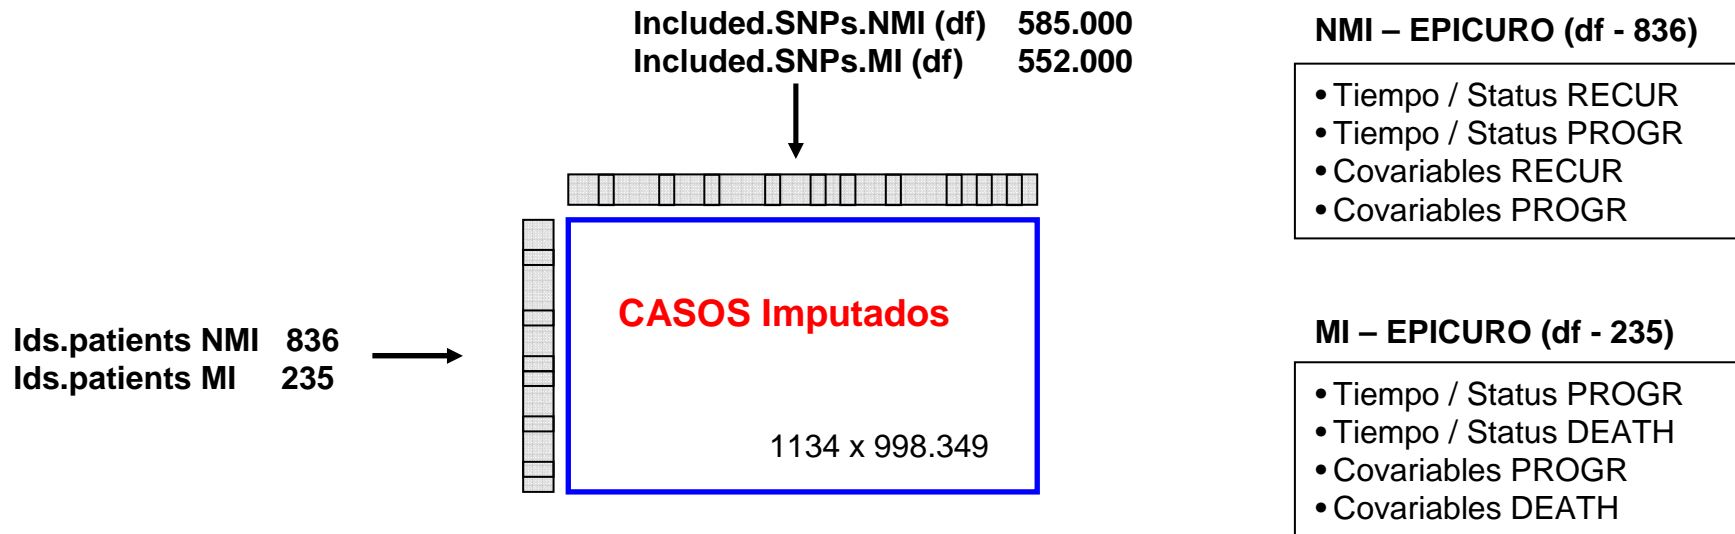 Included.SNPs.NMI (df) 585.000
Included.SNPs.MI (df) 552.000
Ids.patients NMI 836
Ids.patients MI 235
CASOS Imputados
1134 x 998.349
NMI – EPICURO (df - 836)
• Tiempo / Status RECUR
• Tiempo / Status PROGR
• Covariables RECUR
• Covariables PROGR
MI – EPICURO (df - 235)
• Tiempo / Status PROGR
• Tiempo / Status DEATH
• Covariables PROGR
• Covariables DEATH